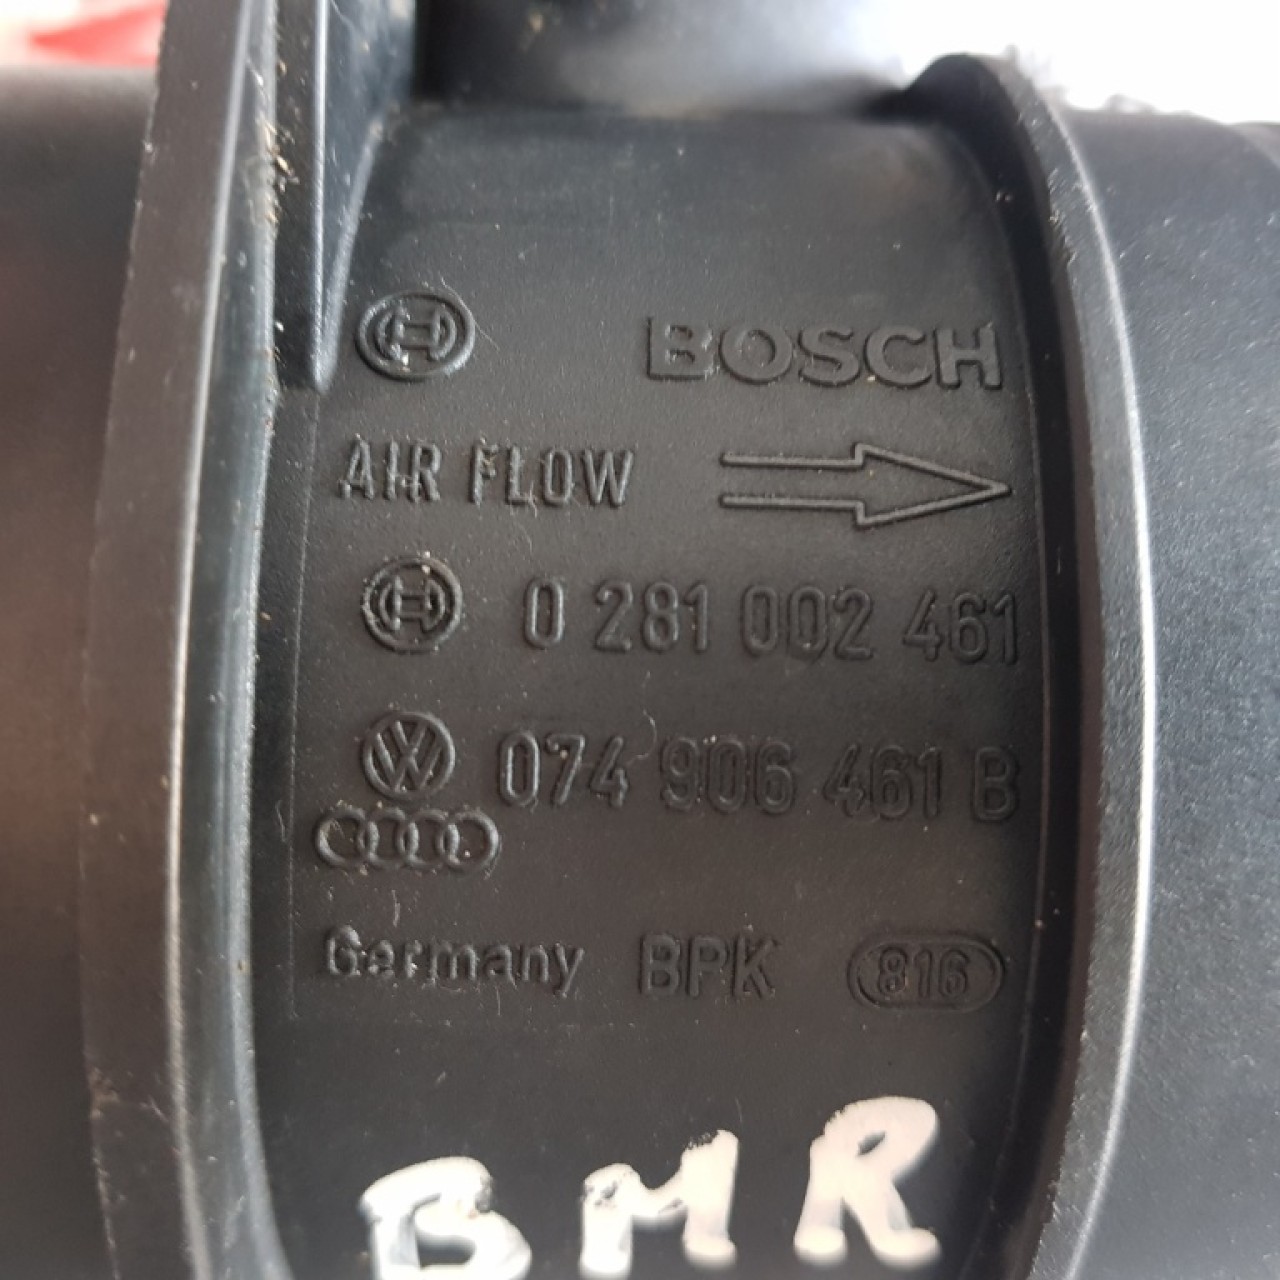 BOSCH
AIR FLOW
0 281 002 461
074 906 461 B
Germany BPK 816
BMR